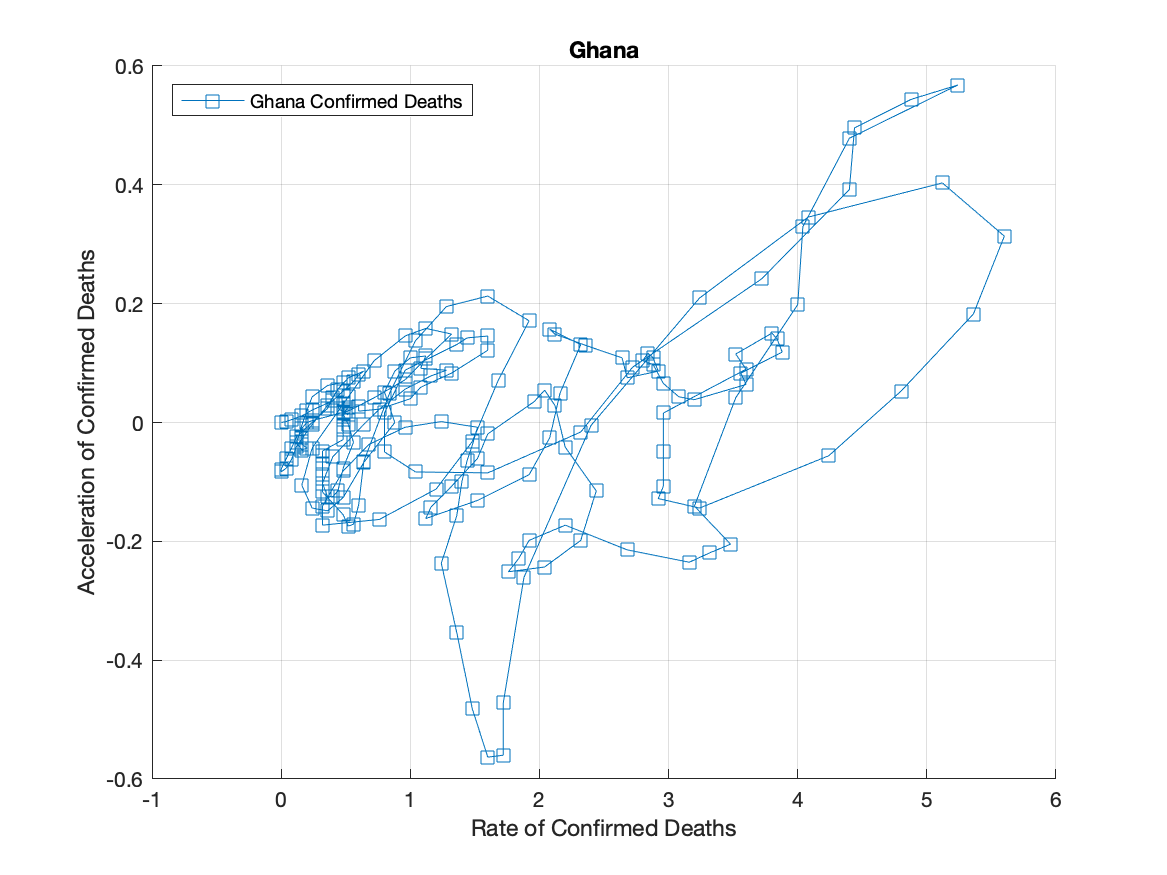 Ghana
Ghana Confirmed Deaths
0.6
0.4
0.2
0
-0.2
-0.4
-0.6
Acceleration of Confirmed Deaths
-1 0 1 2 3 4 5 6
Rate of Confirmed Deaths